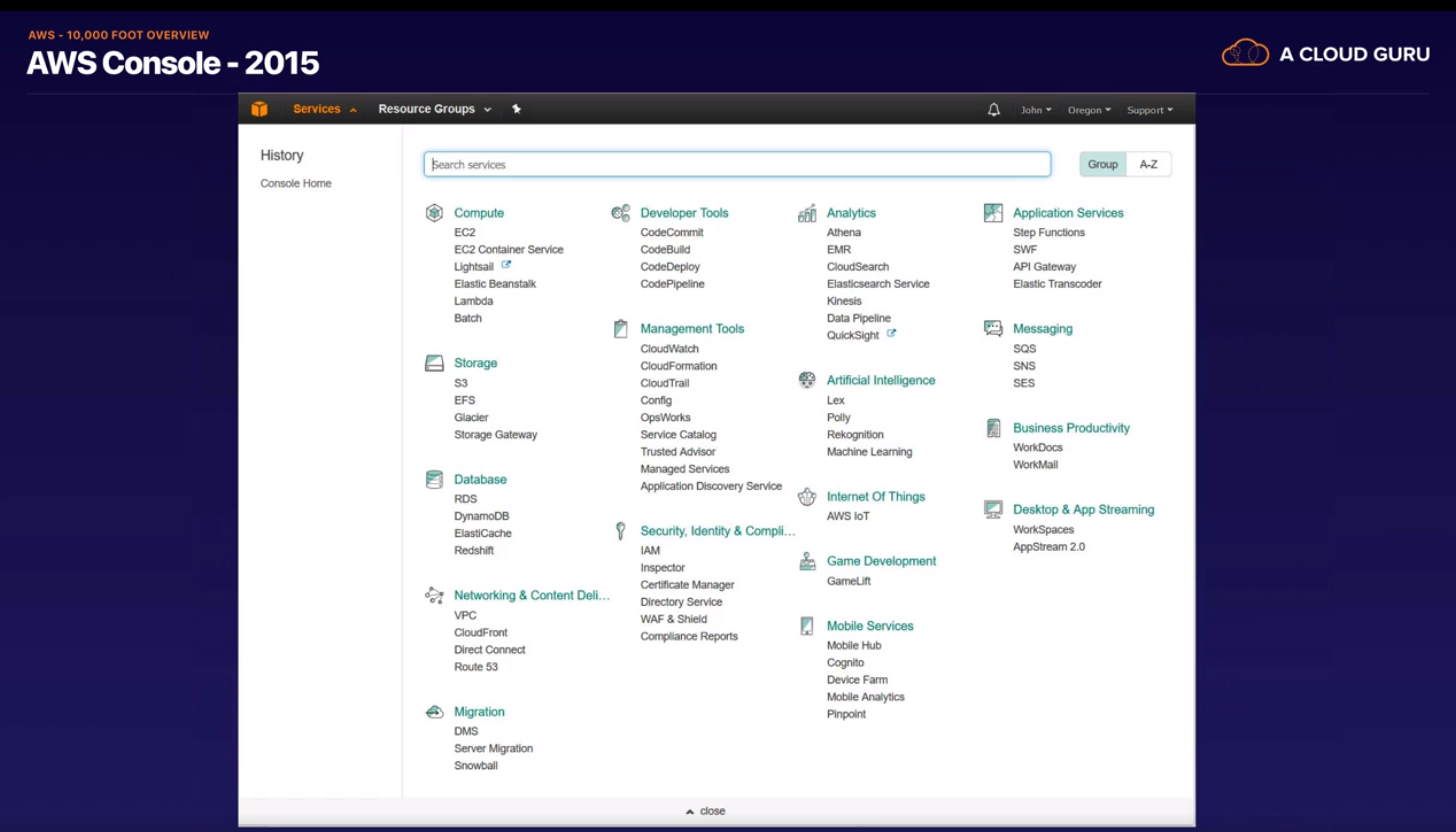 AWS - 10,000 FOOT OVERVIEW
AWS Console - 2015
A CLOUD GURU
Services
Resource Groups
John
Oregon
Support
History
Console Home
Search services
Group
A-Z
Compute
EC2
EC2 Container Service
Lightsail
Elastic Beanstalk
Lambda
Batch
Storage
S3
EFS
Glacier
Storage Gateway
Database
RDS
DynamoDB
ElastiCache
Redshift
Networking & Content Deli...
VPC
CloudFront
Direct Connect
Route 53
Migration
DMS
Server Migration
Snowball
Developer Tools
CodeCommit
CodeBuild
CodeDeploy
CodePipeline
Management Tools
CloudWatch
CloudFormation
CloudTrail
Config
OpsWorks
Service Catalog
Trusted Advisor
Managed Services
Application Discovery Service
Security, Identity & Compli...
IAM
Inspector
Certificate Manager
Directory Service
WAF & Shield
Compliance Reports
Analytics
Athena
EMR
CloudSearch
Elasticsearch Service
Kinesis
Data Pipeline
QuickSight
Artificial Intelligence
Lex
Polly
Rekognition
Machine Learning
Internet Of Things
AWS IoT
Game Development
GameLift
Mobile Services
Mobile Hub
Cognito
Device Farm
Mobile Analytics
Pinpoint
Application Services
Step Functions
SWF
API Gateway
Elastic Transcoder
Messaging
SQS
SNS
SES
Business Productivity
WorkDocs
WorkMail
Desktop & App Streaming
WorkSpaces
AppStream 2.0
close